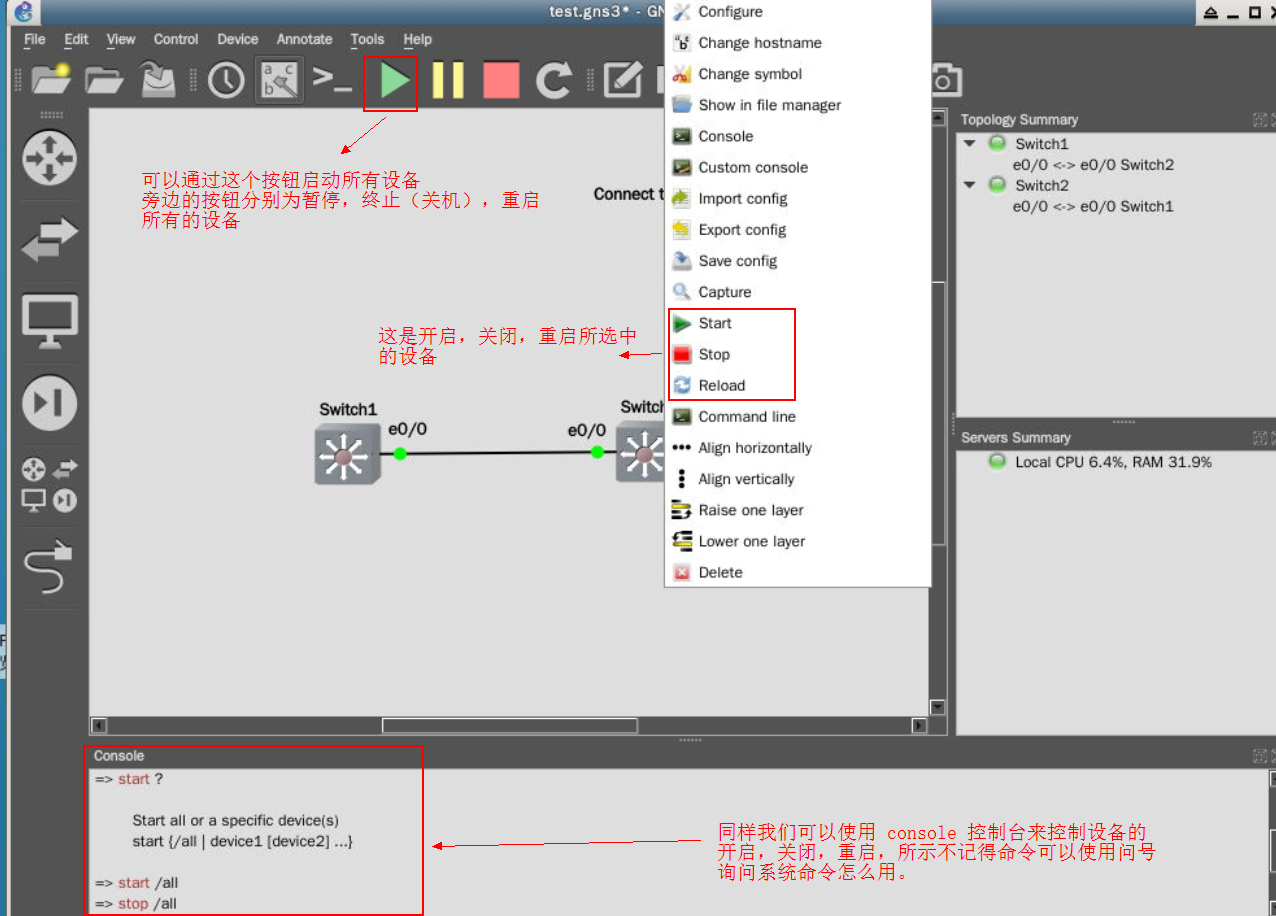 test.gns3* - GN
File Edit View Control Device Annotate Tools Help
可以通过这个按钮启动所有设备
旁边的按钮分别为暂停，终止（关机），重启
所有的设备
Connect t
这是开启，关闭，重启所选中
的设备
Switch1
e0/0
e0/0
Switch
Configure
Change hostname
Change symbol
Show in file manager
Console
Custom console
Import config
Export config
Save config
Capture
Start
Stop
Reload
Command line
Align horizontally
Align vertically
Raise one layer
Lower one layer
Delete
Topology Summary
Switch1
e0/0 <-> e0/0 Switch2
Switch2
e0/0 <-> e0/0 Switch1
Servers Summary
Local CPU 6.4%, RAM 31.9%
Console
=> start ?
Start all or a specific device(s)
start {/all | device1 [device2] ...}
=> start /all
=> stop /all
同样我们可以使用 console 控制台来控制设备的
开启，关闭，重启，所示不记得命令可以使用问号
询问系统命令怎么用。